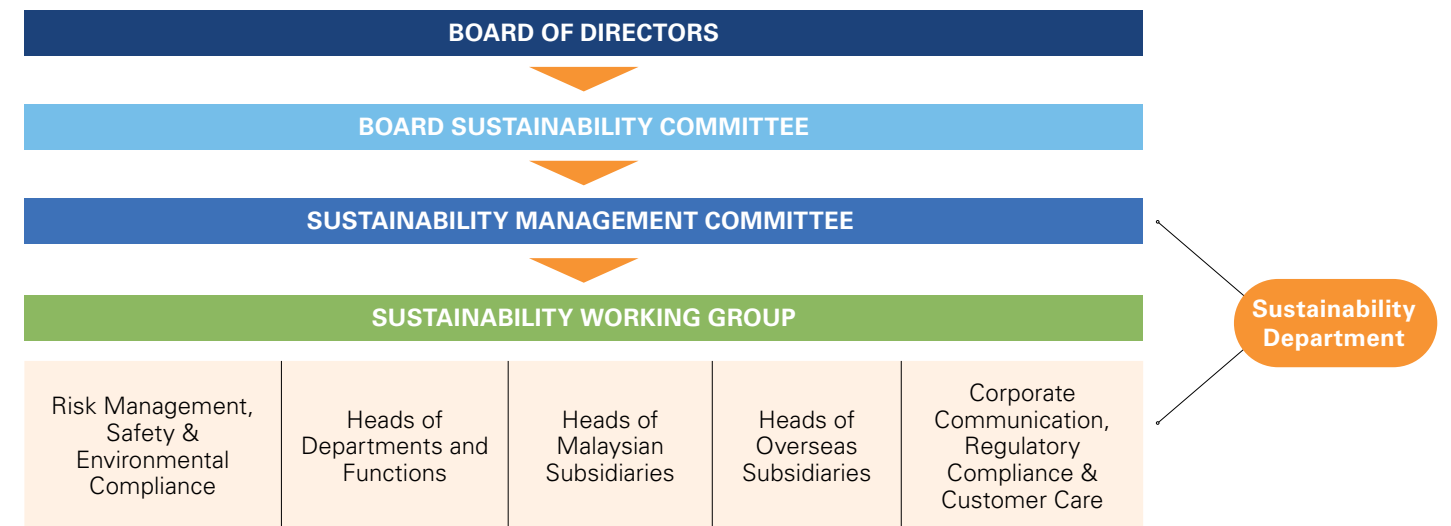 BOARD OF DIRECTORS
BOARD SUSTAINABILITY COMMITTEE
SUSTAINABILITY MANAGEMENT COMMITTEE
SUSTAINABILITY WORKING GROUP
Risk Management,
Safety &
Environmental
Compliance
Heads of
Departments and
Functions
Heads of
Malaysian
Subsidiaries
Heads of
Overseas
Subsidiaries
Corporate
Communication,
Regulatory
Compliance &
Customer Care
Sustainability
Department